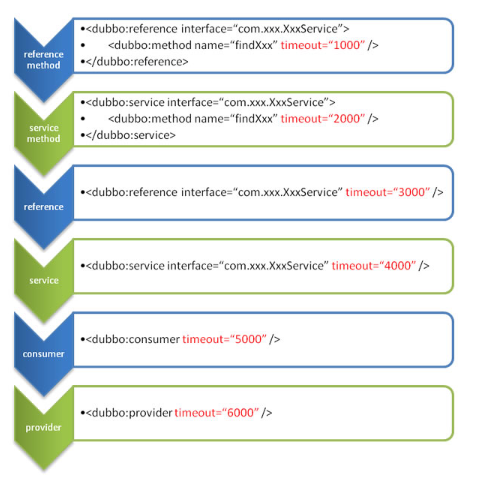 reference
method
•<dubbo:reference interface=“com.xxx.XxxService”>
• <dubbo:method name=“findXxx” timeout=“1000” />
•</dubbo:reference>
service
method
•<dubbo:service interface=“com.xxx.XxxService”>
• <dubbo:method name=“findXxx” timeout=“2000” />
•</dubbo:service>
reference
•<dubbo:reference interface=“com.xxx.XxxService” timeout=“3000” />
service
•<dubbo:service interface=“com.xxx.XxxService” timeout=“4000” />
consumer
•<dubbo:consumer timeout=“5000” />
provider
•<dubbo:provider timeout=“6000” />